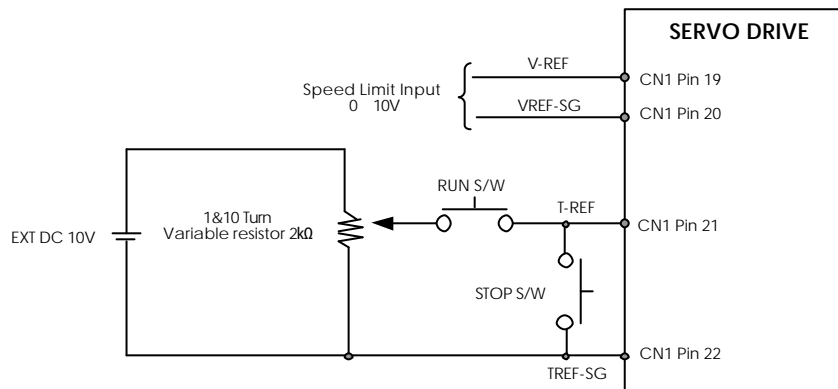 SERVO DRIVE
V-REF
CN1 Pin 19
Speed Limit Input
0 10V
VREF-SG
CN1 Pin 20
RUN S/W
1&10 Turn
Variable resistor 2kΩ
T-REF
CN1 Pin 21
EXT DC 10V
STOP S/W
CN1 Pin 22
TREF-SG